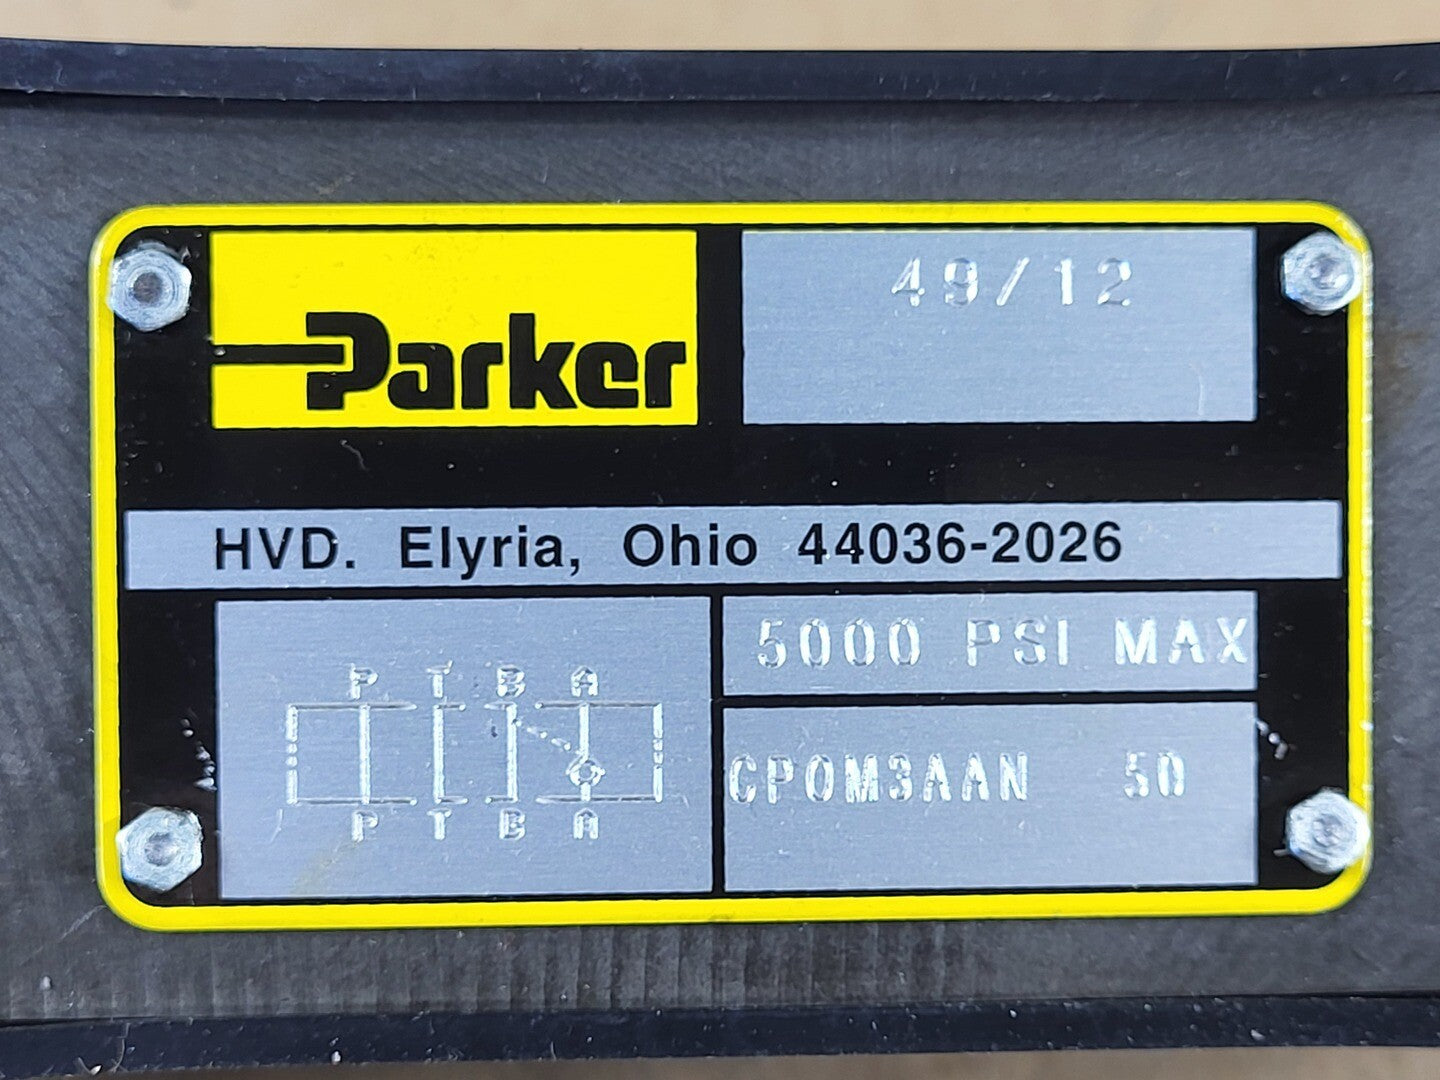 Parker
49/12
HVD. Elyria, Ohio 44036-2026
5000 PSI MAX
P T B A
CPOM3AAN 50
P T B A